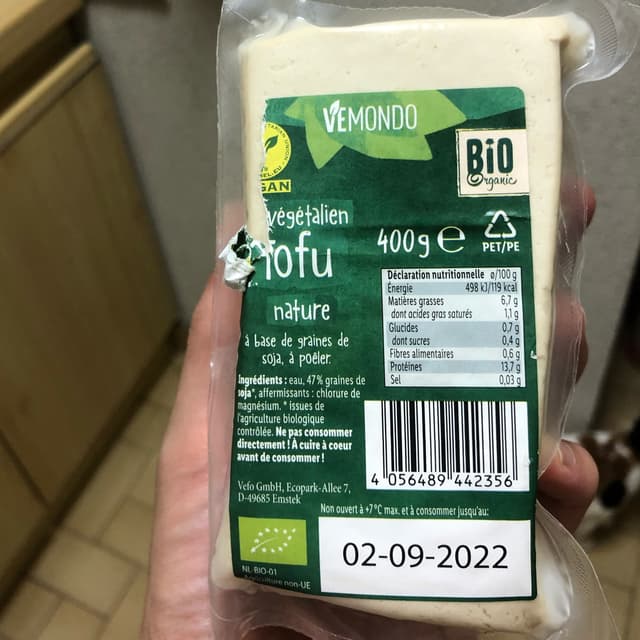 VEMONDO
BiO
Organic
GAN
végétalien
Tofu
nature
à base de graines de
soja, à poêler.
400g e
PET/PE
Déclaration nutritionnelle ø/100 g
Énergie 498 kJ/119 kcal
Matières grasses 6,7 g
dont acides gras saturés 1,1 g
Glucides 0,7 g
dont sucres 0,4 g
Fibres alimentaires 0,6 g
Protéines 13,7 g
Sel 0,03 g
Ingrédients : eau, 47% graines de
soja*, affermissants : chlorure de
magnésium. * issues de
l'agriculture biologique
contrôlée. Ne pas consommer
directement ! À cuire à coeur
avant de consommer !
4 056489 442356
Vefo GmbH, Ecopark-Allee 7,
D-49685 Emstek
Non ouvert à +7°C max. et à consommer jusqu'au:
02-09-2022
NL-BIO-01
Agriculture non-UE